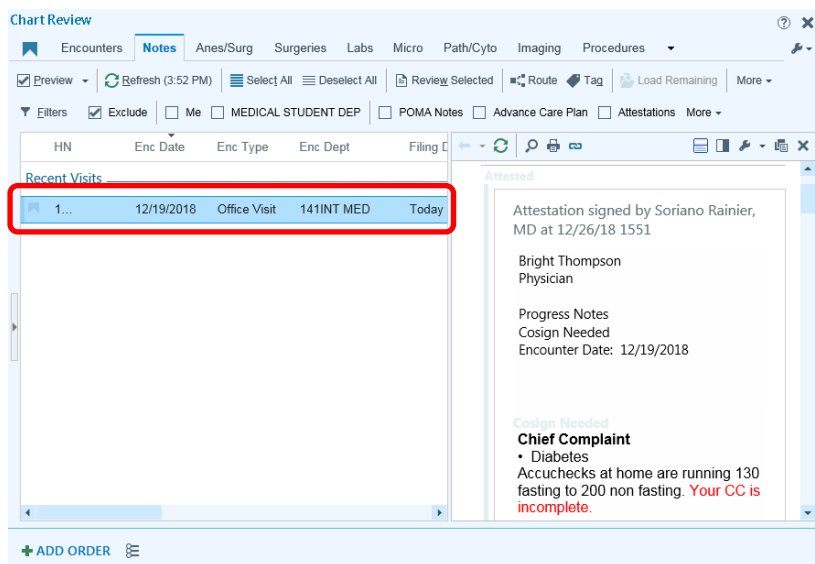 Chart Review
Encounters Notes Anes/Surg Surgeries Labs Micro Path/Cyto Imaging Procedures
Preview Refresh (3:52 PM) Select All Deselect All Review Selected Route Tag Load Remaining More
Filters Exclude Me MEDICAL STUDENT DEP POMA Notes Advance Care Plan Attestations More
HN Enc Date Enc Type Enc Dept Filing D
Recent Visits
1... 12/19/2018 Office Visit 141INT MED Today
Attested
Attestation signed by Soriano Rainier,
MD at 12/26/18 1551
Bright Thompson
Physician
Progress Notes
Cosign Needed
Encounter Date: 12/19/2018
Cosign Needed
Chief Complaint
• Diabetes
Accuchecks at home are running 130
fasting to 200 non fasting. Your CC is
incomplete.
ADD ORDER